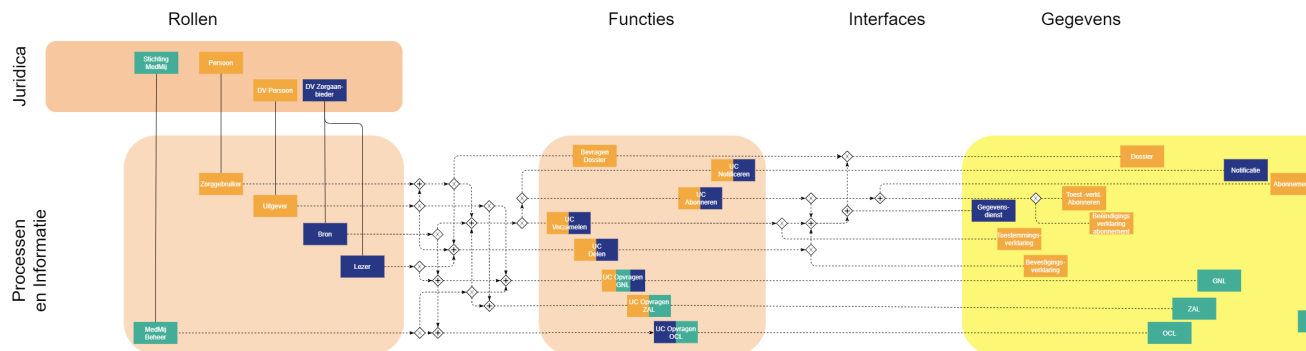 Rollen
Functies
Interfaces
Gegevens
Juridica
Stichting
MedMij
Persoon
DV Persoon
DV Zorgaan-
bieder
Processen
en Informatie
Zorggebruiker
Uitgever
Bron
Lezer
MedMij
Beheer
Bevragen
Dossier
UC
Notificeren
UC
Abonneren
UC
Verzamelen
UC
Delen
UC Opvragen
GNL
UC Opvragen
ZAL
UC Opvragen
OCL
Dossier
Notificatie
Abonneme
Toest.-verkl.
Abonneren
Gegevens-
dienst
Beëindigings
verklaring
abonnement
Toestemmings-
verklaring
Bevestigings-
verklaring
GNL
ZAL
OCL